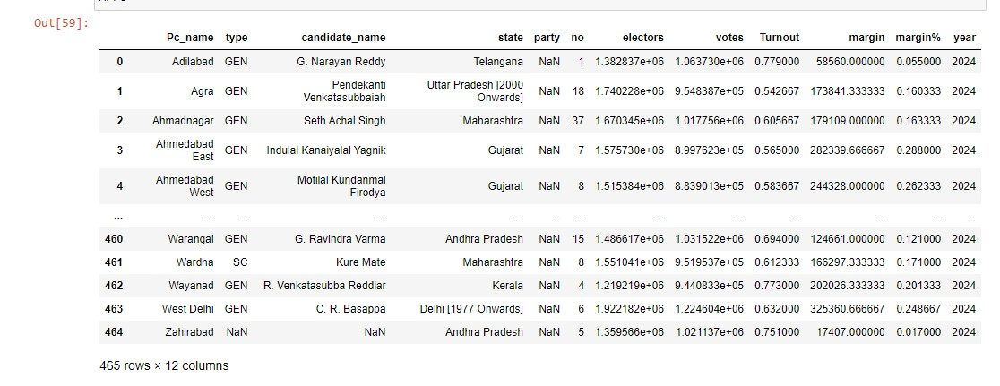 Out[59]:
Pc_name type candidate_name state party no electors votes Turnout margin margin% year
0 Adilabad GEN G. Narayan Reddy Telangana NaN 1 1.382837e+06 1.063730e+06 0.779000 58560.000000 0.055000 2024
1 Agra GEN Pendekanti Venkatasubbaiah Uttar Pradesh [2000 Onwards] NaN 18 1.740228e+06 9.548387e+05 0.542667 173841.333333 0.160333 2024
2 Ahmadnagar GEN Seth Achal Singh Maharashtra NaN 37 1.670345e+06 1.017756e+06 0.605667 179109.000000 0.163333 2024
3 Ahmedabad East GEN Indulal Kanaiyalal Yagnik Gujarat NaN 7 1.575730e+06 8.997623e+05 0.565000 282339.666667 0.288000 2024
4 Ahmedabad West GEN Motilal Kundanmal Firodya Gujarat NaN 8 1.515384e+06 8.839013e+05 0.583667 244328.000000 0.262333 2024
... ... ... ... ... ... ... ... ... ... ... ... ...
460 Warangal GEN G. Ravindra Varma Andhra Pradesh NaN 15 1.486617e+06 1.031522e+06 0.694000 124661.000000 0.121000 2024
461 Wardha SC Kure Mate Maharashtra NaN 8 1.551041e+06 9.519537e+05 0.612333 166297.333333 0.171000 2024
462 Wayanad GEN R. Venkatasubba Reddiar Kerala NaN 4 1.219219e+06 9.440833e+05 0.773000 202026.333333 0.201333 2024
463 West Delhi GEN C. R. Basappa Delhi [1977 Onwards] NaN 6 1.922182e+06 1.224604e+06 0.632000 325360.666667 0.248667 2024
464 Zahirabad NaN NaN Andhra Pradesh NaN 5 1.359566e+06 1.021137e+06 0.751000 17407.000000 0.017000 2024
465 rows × 12 columns